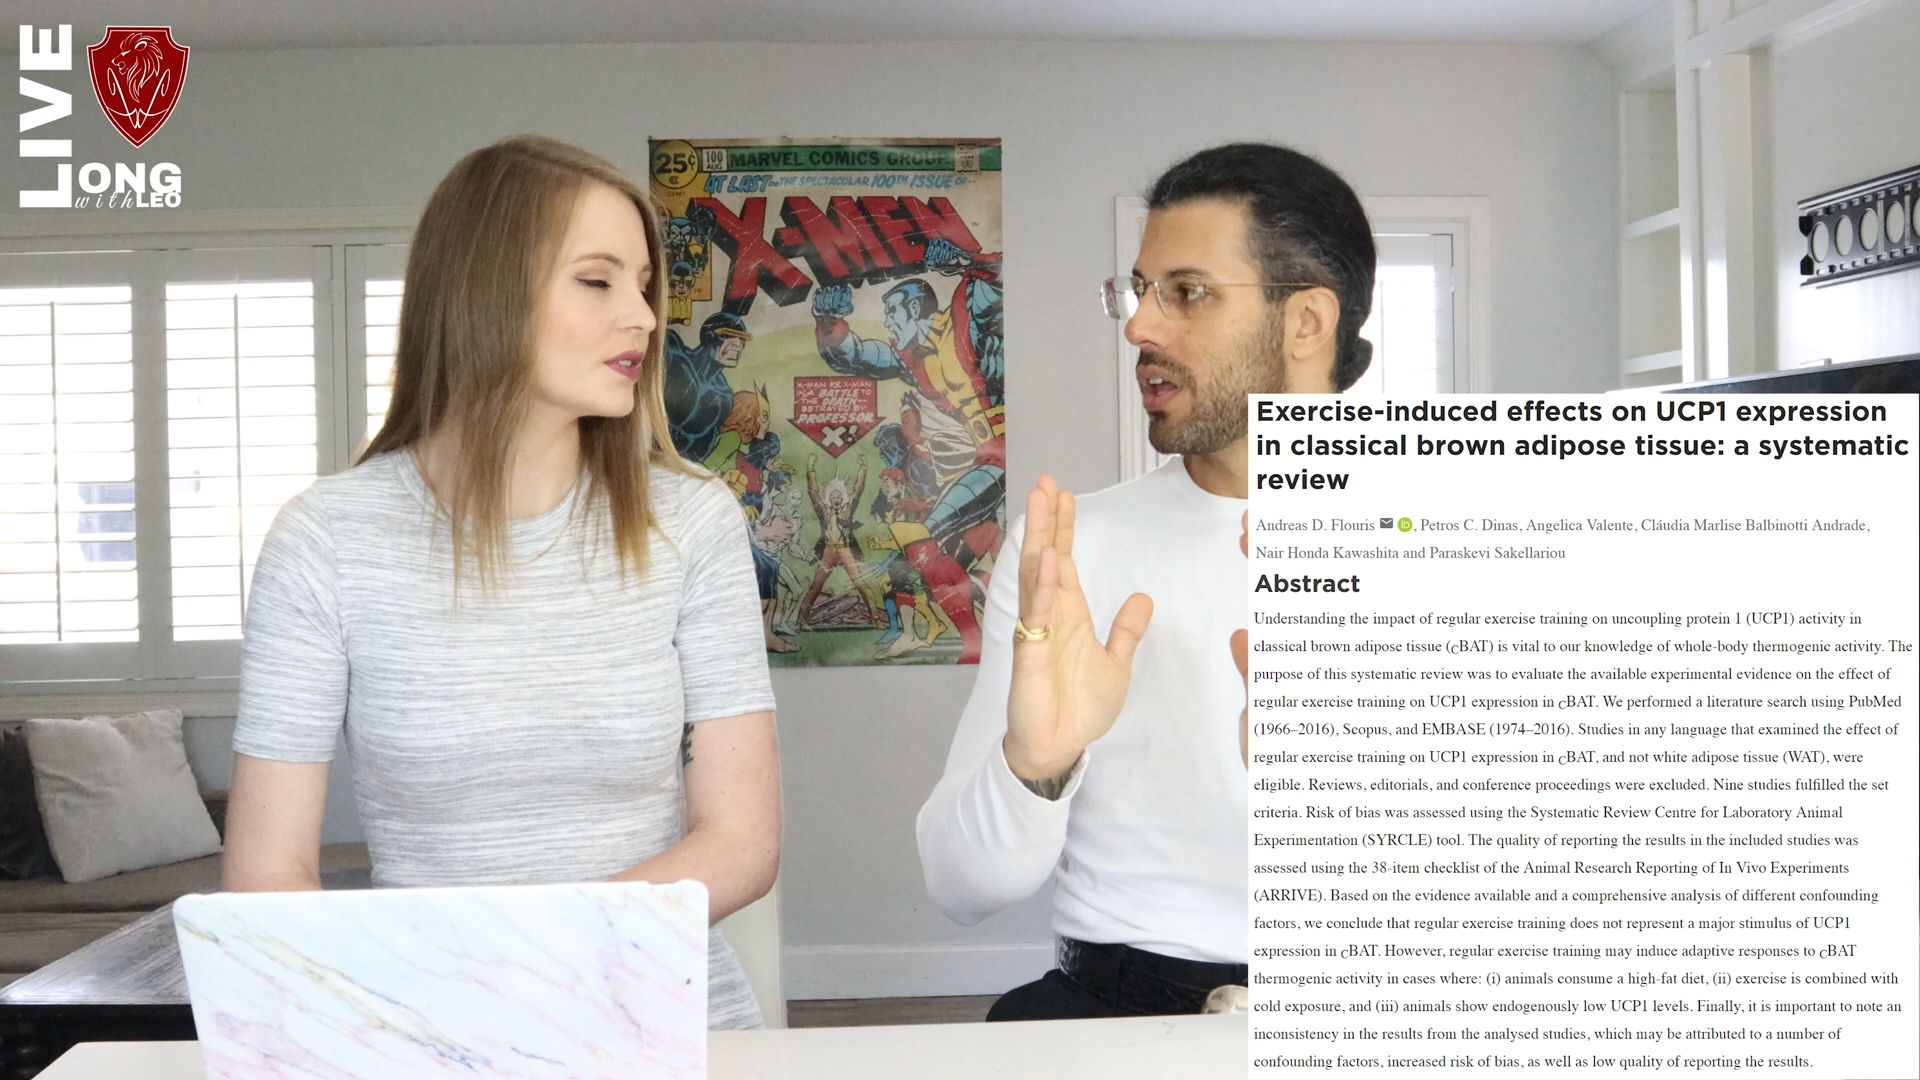 LIVE
LONG
with LEO
25¢
100
AUG
MARVEL COMICS GROUP
AT LAST--THE SPECTACULAR 100TH ISSUE OF--
X-MEN
X-MAN VS. X-MAN
IN A BATTLE TO
THE DEATH--
BETRAYED BY
PROFESSOR
X!
Exercise-induced effects on UCP1 expression
in classical brown adipose tissue: a systematic
review
Andreas D. Flouris iD, Petros C. Dinas, Angelica Valente, Cláudia Marlise Balbinotti Andrade,
Nair Honda Kawashita and Paraskevi Sakellariou
Abstract
Understanding the impact of regular exercise training on uncoupling protein 1 (UCP1) activity in
classical brown adipose tissue (cBAT) is vital to our knowledge of whole-body thermogenic activity. The
purpose of this systematic review was to evaluate the available experimental evidence on the effect of
regular exercise training on UCP1 expression in cBAT. We performed a literature search using PubMed
(1966–2016), Scopus, and EMBASE (1974–2016). Studies in any language that examined the effect of
regular exercise training on UCP1 expression in cBAT, and not white adipose tissue (WAT), were
eligible. Reviews, editorials, and conference proceedings were excluded. Nine studies fulfilled the set
criteria. Risk of bias was assessed using the Systematic Review Centre for Laboratory Animal
Experimentation (SYRCLE) tool. The quality of reporting the results in the included studies was
assessed using the 38-item checklist of the Animal Research Reporting of In Vivo Experiments
(ARRIVE). Based on the evidence available and a comprehensive analysis of different confounding
factors, we conclude that regular exercise training does not represent a major stimulus of UCP1
expression in cBAT. However, regular exercise training may induce adaptive responses to cBAT
thermogenic activity in cases where: (i) animals consume a high-fat diet, (ii) exercise is combined with
cold exposure, and (iii) animals show endogenously low UCP1 levels. Finally, it is important to note an
inconsistency in the results from the analysed studies, which may be attributed to a number of
confounding factors, increased risk of bias, as well as low quality of reporting the results.